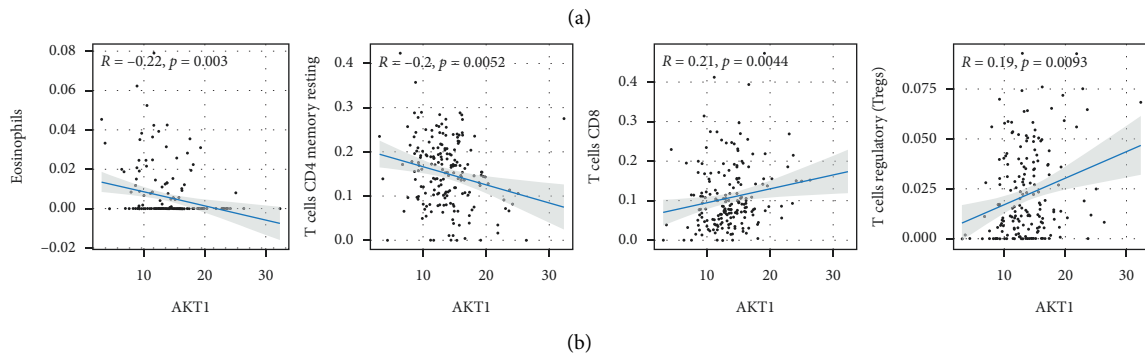 (a)
Eosinophils
0.08
0.06
0.04
0.02
0.00
–0.02
R = –0.22, p = 0.003
10 20 30
AKT1
T cells CD4 memory resting
0.4
0.3
0.2
0.1
0.0
R = –0.2, p = 0.0052
10 20 30
AKT1
T cells CD8
0.4
0.3
0.2
0.1
0.0
R = 0.21, p = 0.0044
10 20 30
AKT1
T cells regulatory (Tregs)
0.075
0.050
0.025
0.000
R = 0.19, p = 0.0093
10 20 30
AKT1
(b)